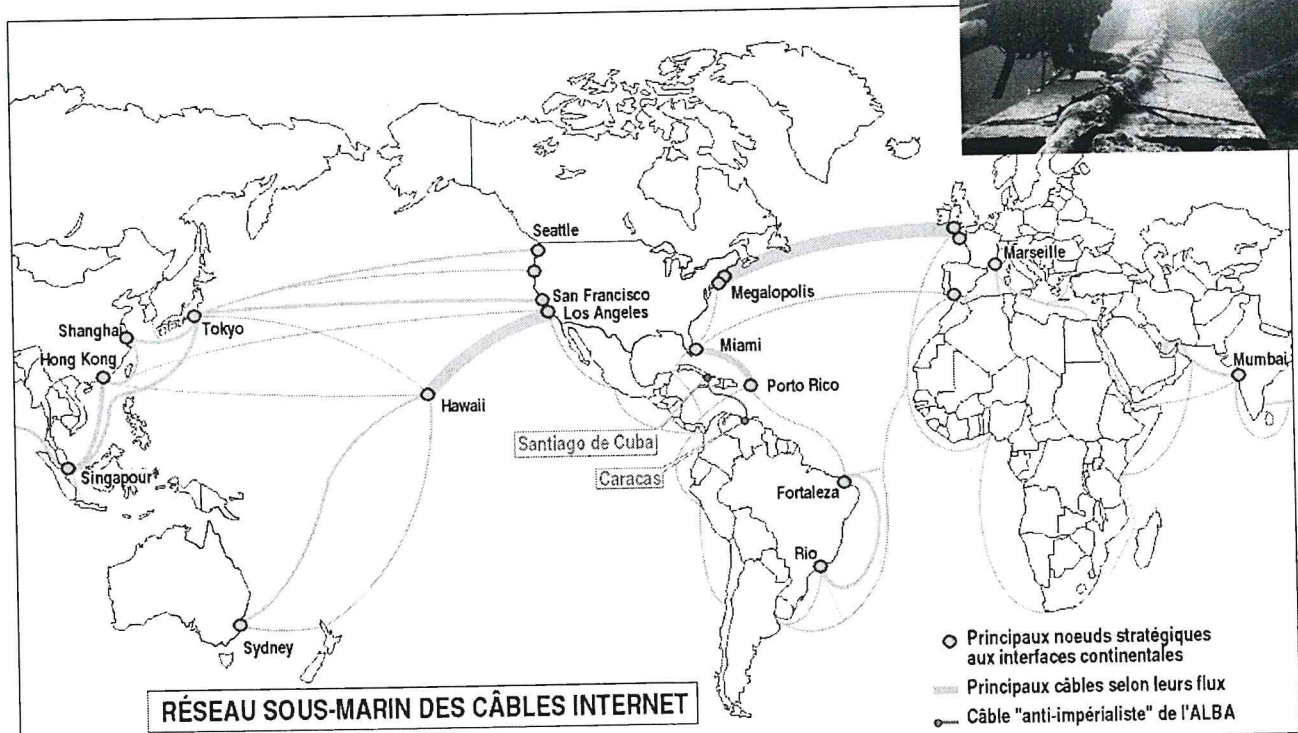 Seattle
San Francisco
Los Angeles
Megalopolis
Marseille
Shanghai
Tokyo
Hong Kong
Miami
Mumbai
Porto Rico
Hawaii
Santiago de Cuba
Caracas
Singapour
Fortaleza
Rio
Sydney
Principaux noeuds stratégiques
aux interfaces continentales
Principaux câbles selon leurs flux
Câble "anti-impérialiste" de l'ALBA
RÉSEAU SOUS-MARIN DES CÂBLES INTERNET